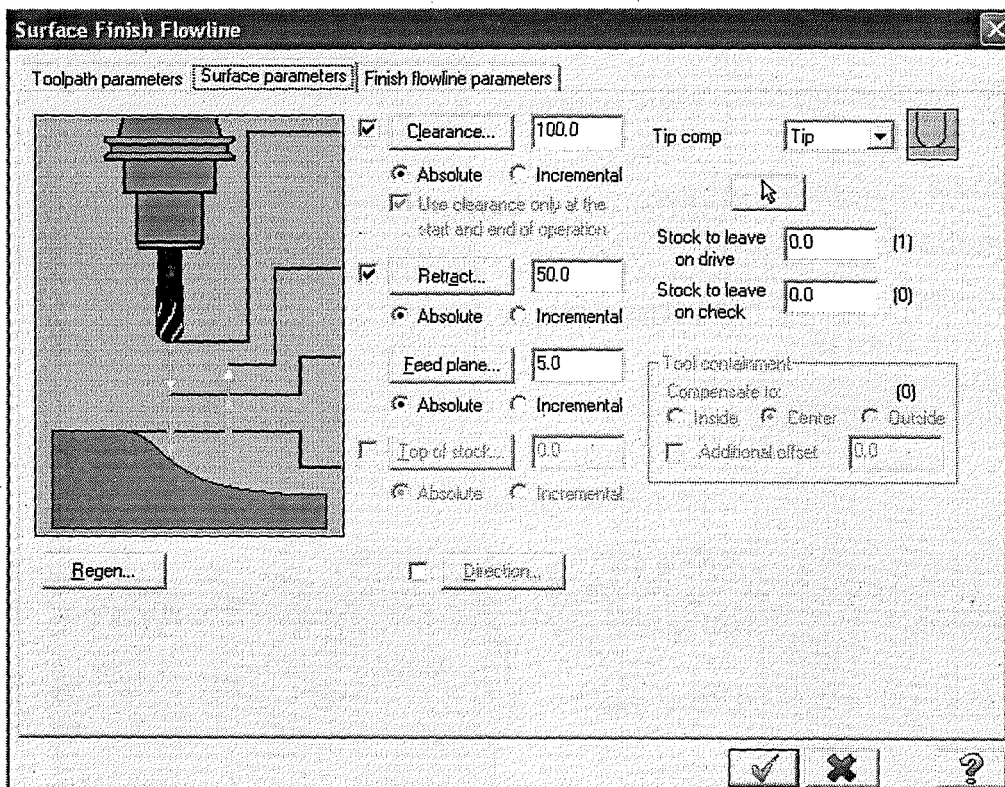 Surface Finish Flowline
Toolpath parameters Surface parameters Finish flowline parameters
Clearance... 100.0
Absolute Incremental
Use clearance only at the
start and end of operation
Retract... 50.0
Absolute Incremental
Feed plane... 5.0
Absolute Incremental
Top of stock... 0.0
Absolute Incremental
Tip comp Tip
Stock to leave
on drive 0.0 (1)
Stock to leave
on check 0.0 (0)
Tool containment
Compensate to: (0)
Inside Center Outside
Additional offset 0.0
Regen... Direction...